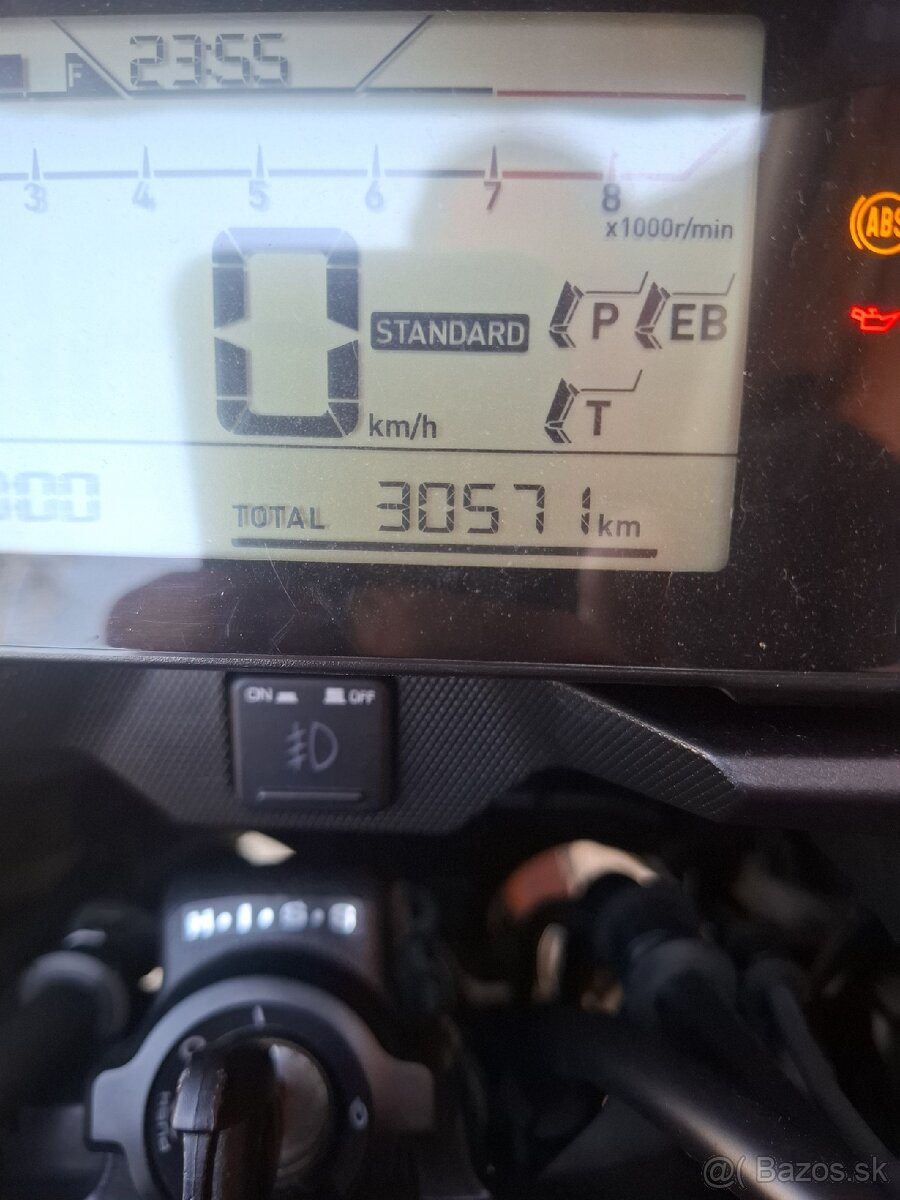 F 23:55
3 4 5 6 7 8
x1000r/min
ABS
0 STANDARD P EB
km/h T
000
TOTAL 30571 km
ON OFF
H·I·S·S
@( Bazos.sk